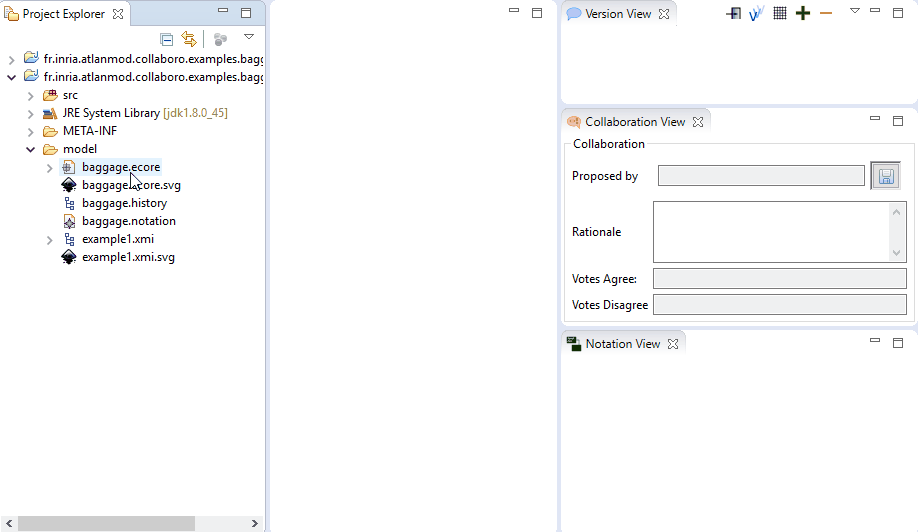 Project Explorer
fr.inria.atlanmod.collaboro.examples.bagg
fr.inria.atlanmod.collaboro.examples.bagg
src
JRE System Library [jdk1.8.0_45]
META-INF
model
baggage.ecore
baggage.ecore.svg
baggage.history
baggage.notation
example1.xmi
example1.xmi.svg
Version View
Collaboration View
Collaboration
Proposed by
Rationale
Votes Agree:
Votes Disagree
Notation View